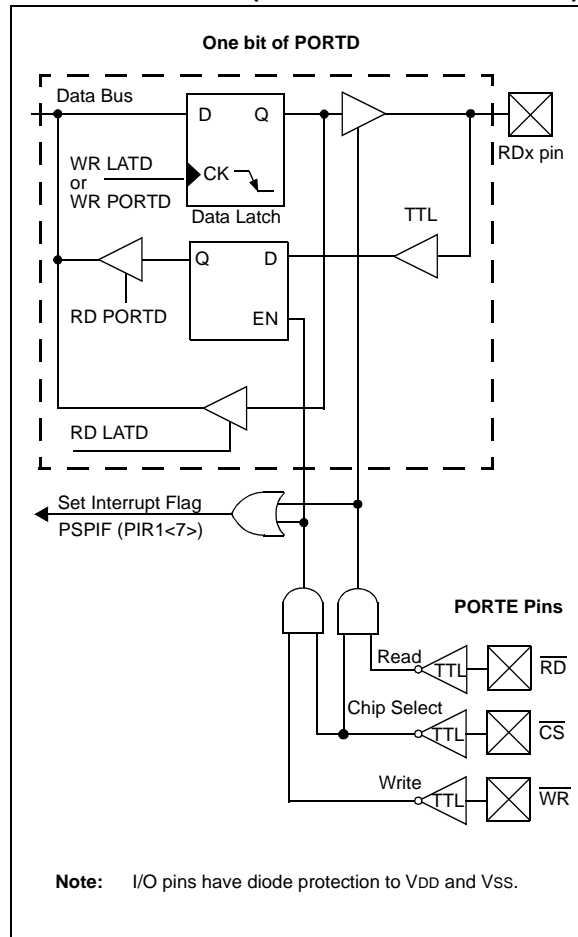 One bit of PORTD
Data Bus
D Q
RDx pin
WR LATD
or
WR PORTD
CK
Data Latch
TTL
Q D
RD PORTD
EN
RD LATD
Set Interrupt Flag
PSPIF (PIR1<7>)
PORTE Pins
Read
TTL
RD
Chip Select
TTL
CS
Write
TTL
WR
Note: I/O pins have diode protection to VDD and VSS.